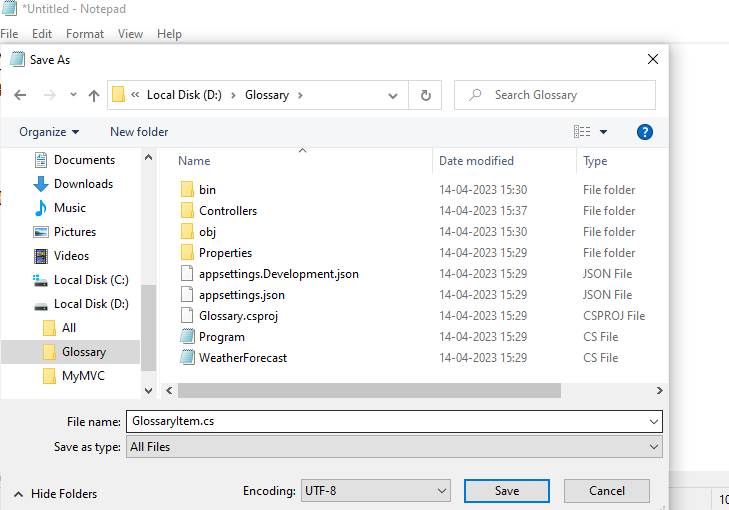 *Untitled - Notepad
File Edit Format View Help
Save As
« Local Disk (D:) > Glossary >
Search Glossary
Organize New folder
?
Documents
Downloads
Music
Pictures
Videos
Local Disk (C:)
Local Disk (D:)
All
Glossary
MyMVC
Name Date modified Type
bin 14-04-2023 15:30 File folder
Controllers 14-04-2023 15:37 File folder
obj 14-04-2023 15:30 File folder
Properties 14-04-2023 15:29 File folder
appsettings.Development.json 14-04-2023 15:29 JSON File
appsettings.json 14-04-2023 15:29 JSON File
Glossary.csproj 14-04-2023 15:29 CSPROJ File
Program 14-04-2023 15:29 CS File
WeatherForecast 14-04-2023 15:29 CS File
File name: GlossaryItem.cs
Save as type: All Files
Hide Folders
Encoding: UTF-8
Save
Cancel